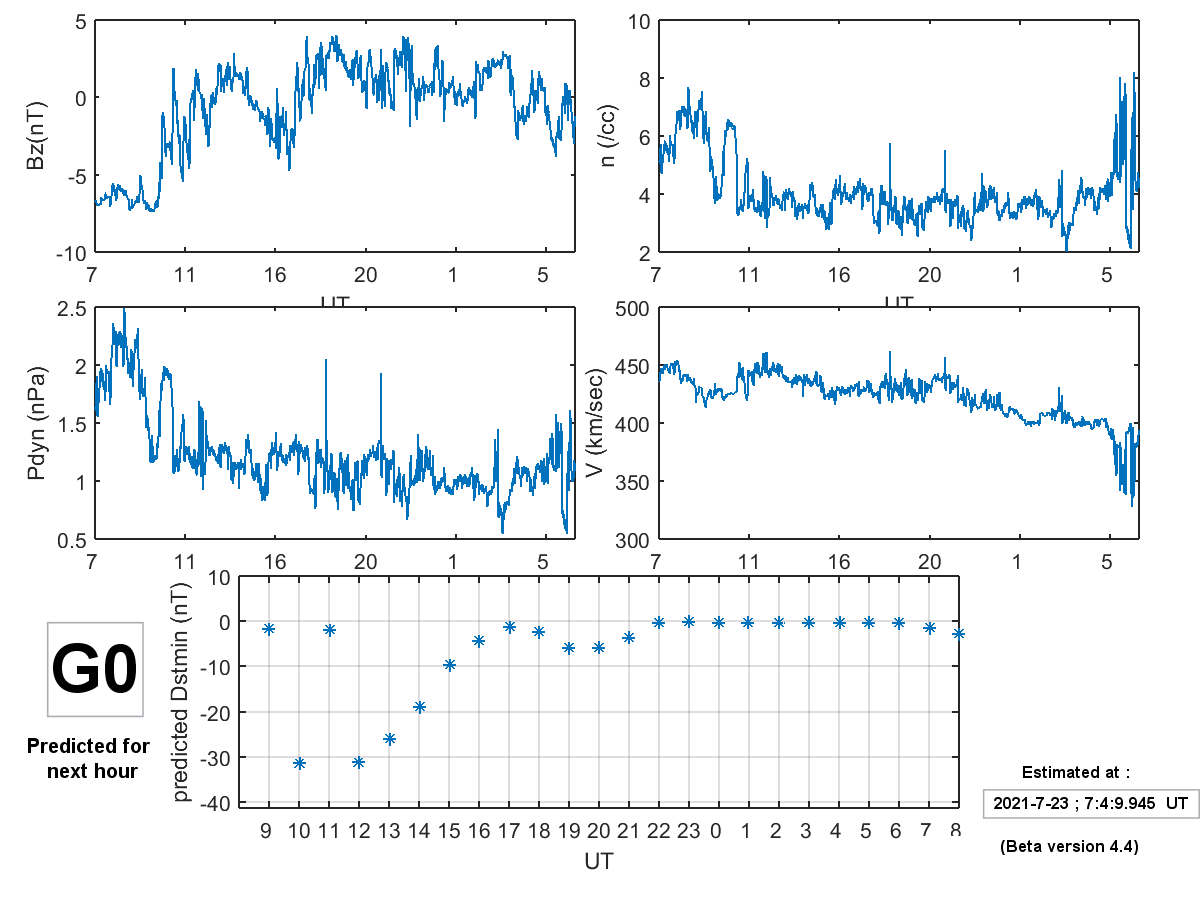 5
0
-5
-10
Bz(nT)
7 11 16 20 1 5
UT
10
8
6
4
2
n (/cc)
7 11 16 20 1 5
UT
2.5
2
1.5
1
0.5
Pdyn (nPa)
7 11 16 20 1 5
500
450
400
350
300
V (km/sec)
7 11 16 20 1 5
G0
Predicted for
next hour
10
0
-10
-20
-30
-40
predicted Dstmin (nT)
9 10 11 12 13 14 15 16 17 18 19 20 21 22 23 0 1 2 3 4 5 6 7 8
UT
Estimated at :
2021-7-23 ; 7:4:9.945 UT
(Beta version 4.4)